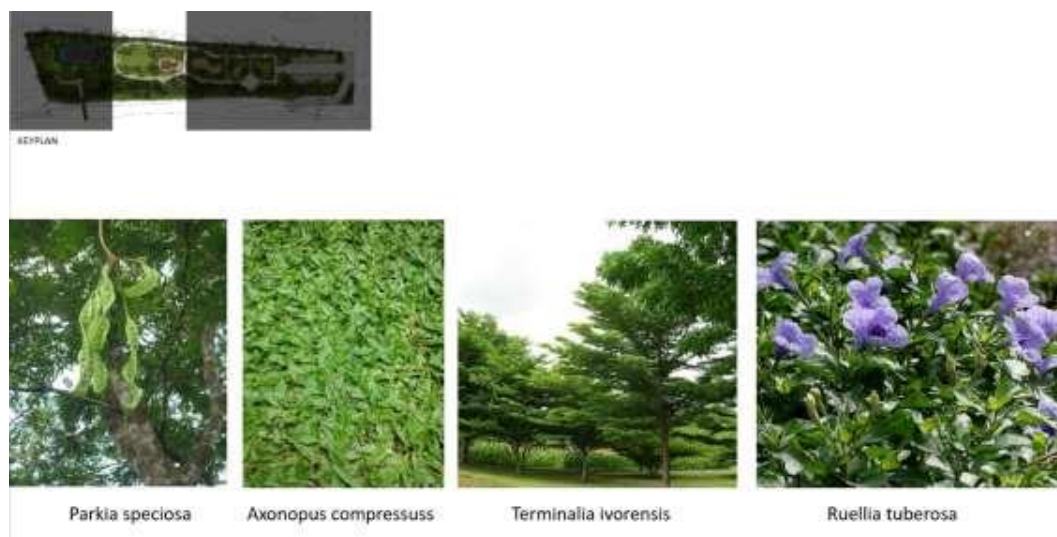 KEYPLAN
Parkia speciosa
Axonopus compressuss
Terminalia ivorensis
Ruellia tuberosa